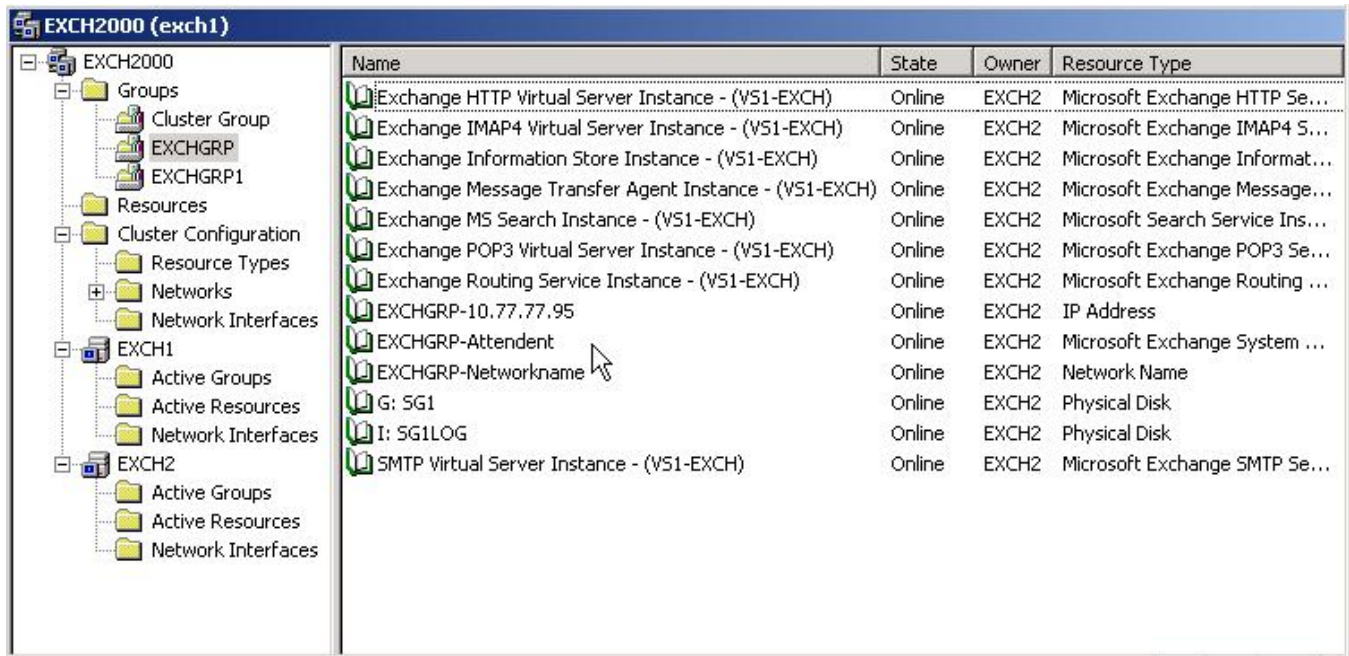 EXCH2000 (exch1)
EXCH2000
Groups
Cluster Group
EXCHGRP
EXCHGRP1
Resources
Cluster Configuration
Resource Types
Networks
Network Interfaces
EXCH1
Active Groups
Active Resources
Network Interfaces
EXCH2
Active Groups
Active Resources
Network Interfaces
Name State Owner Resource Type
Exchange HTTP Virtual Server Instance - (VS1-EXCH) Online EXCH2 Microsoft Exchange HTTP Se...
Exchange IMAP4 Virtual Server Instance - (VS1-EXCH) Online EXCH2 Microsoft Exchange IMAP4 S...
Exchange Information Store Instance - (VS1-EXCH) Online EXCH2 Microsoft Exchange Informat...
Exchange Message Transfer Agent Instance - (VS1-EXCH) Online EXCH2 Microsoft Exchange Message...
Exchange MS Search Instance - (VS1-EXCH) Online EXCH2 Microsoft Search Service Ins...
Exchange POP3 Virtual Server Instance - (VS1-EXCH) Online EXCH2 Microsoft Exchange POP3 Se...
Exchange Routing Service Instance - (VS1-EXCH) Online EXCH2 Microsoft Exchange Routing ...
EXCHGRP-10.77.77.95 Online EXCH2 IP Address
EXCHGRP-Attendent Online EXCH2 Microsoft Exchange System ...
EXCHGRP-Networkname Online EXCH2 Network Name
G: SG1 Online EXCH2 Physical Disk
I: SG1LOG Online EXCH2 Physical Disk
SMTP Virtual Server Instance - (VS1-EXCH) Online EXCH2 Microsoft Exchange SMTP Se...